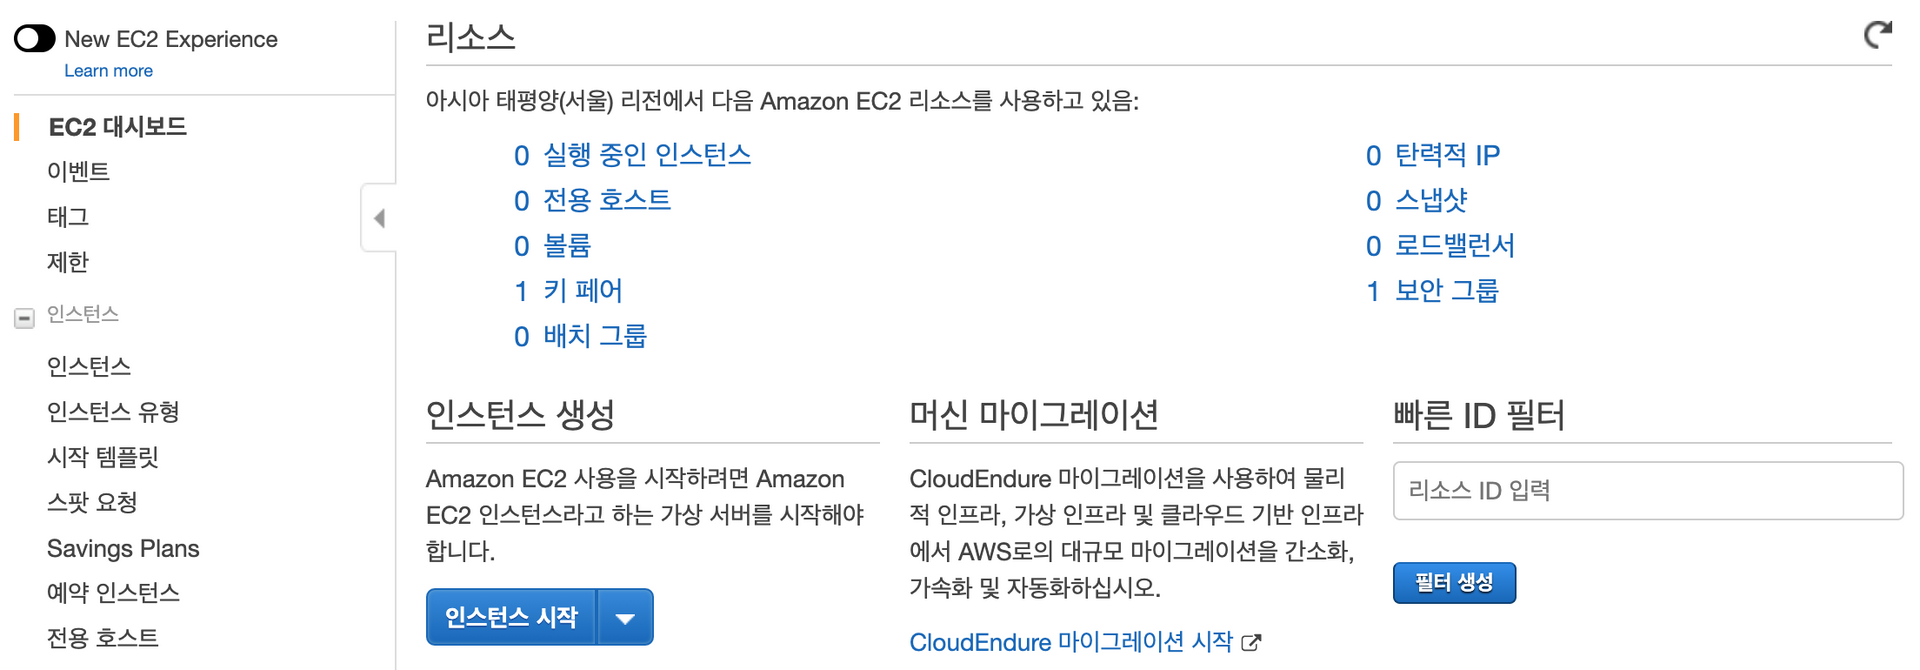 New EC2 Experience
Learn more
EC2 대시보드
이벤트
태그
제한
인스턴스
인스턴스
인스턴스 유형
시작 템플릿
스팟 요청
Savings Plans
예약 인스턴스
전용 호스트
리소스
아시아 태평양(서울) 리전에서 다음 Amazon EC2 리소스를 사용하고 있음:
0 실행 중인 인스턴스
0 전용 호스트
0 볼륨
1 키 페어
0 배치 그룹
0 탄력적 IP
0 스냅샷
0 로드밸런서
1 보안 그룹
인스턴스 생성
Amazon EC2 사용을 시작하려면 Amazon
EC2 인스턴스라고 하는 가상 서버를 시작해야
합니다.
인스턴스 시작
머신 마이그레이션
CloudEndure 마이그레이션을 사용하여 물리
적 인프라, 가상 인프라 및 클라우드 기반 인프라
에서 AWS로의 대규모 마이그레이션을 간소화,
가속화 및 자동화하십시오.
CloudEndure 마이그레이션 시작
빠른 ID 필터
리소스 ID 입력
필터 생성